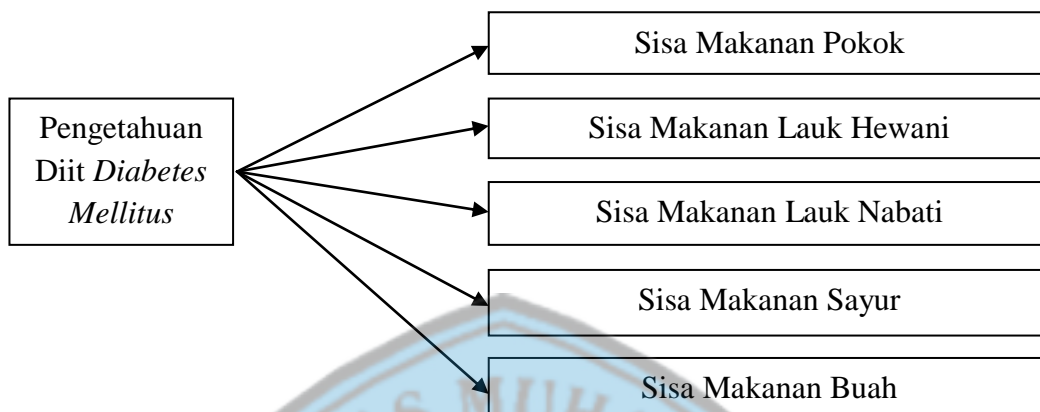 Sisa Makanan Pokok
Pengetahuan
Diit Diabetes
Mellitus
Sisa Makanan Lauk Hewani
Sisa Makanan Lauk Nabati
Sisa Makanan Sayur
Sisa Makanan Buah
S MUH